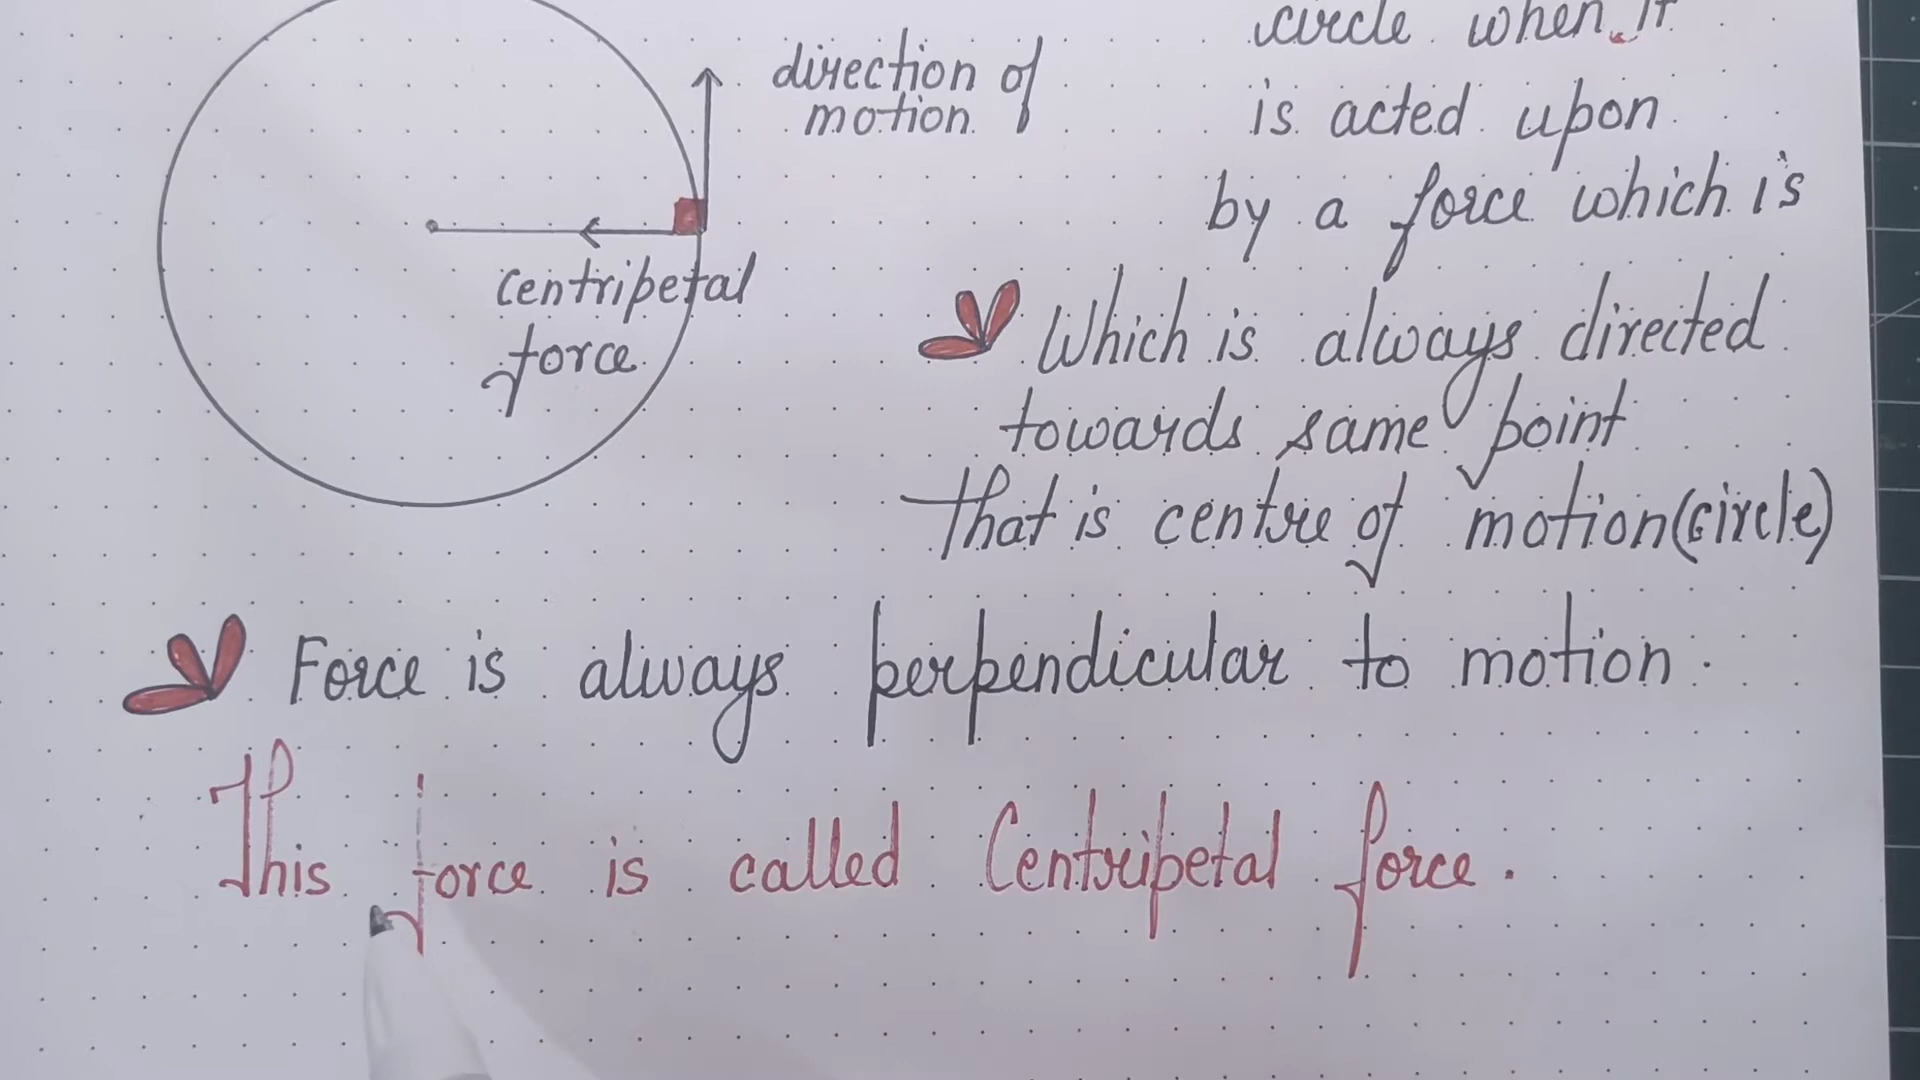 direction of
motion
centripetal
force
circle when it
is acted upon
by a force which is
Which is always directed
towards same point
that is centre of motion(circle)
Force is always perpendicular to motion.
This force is called Centripetal force.